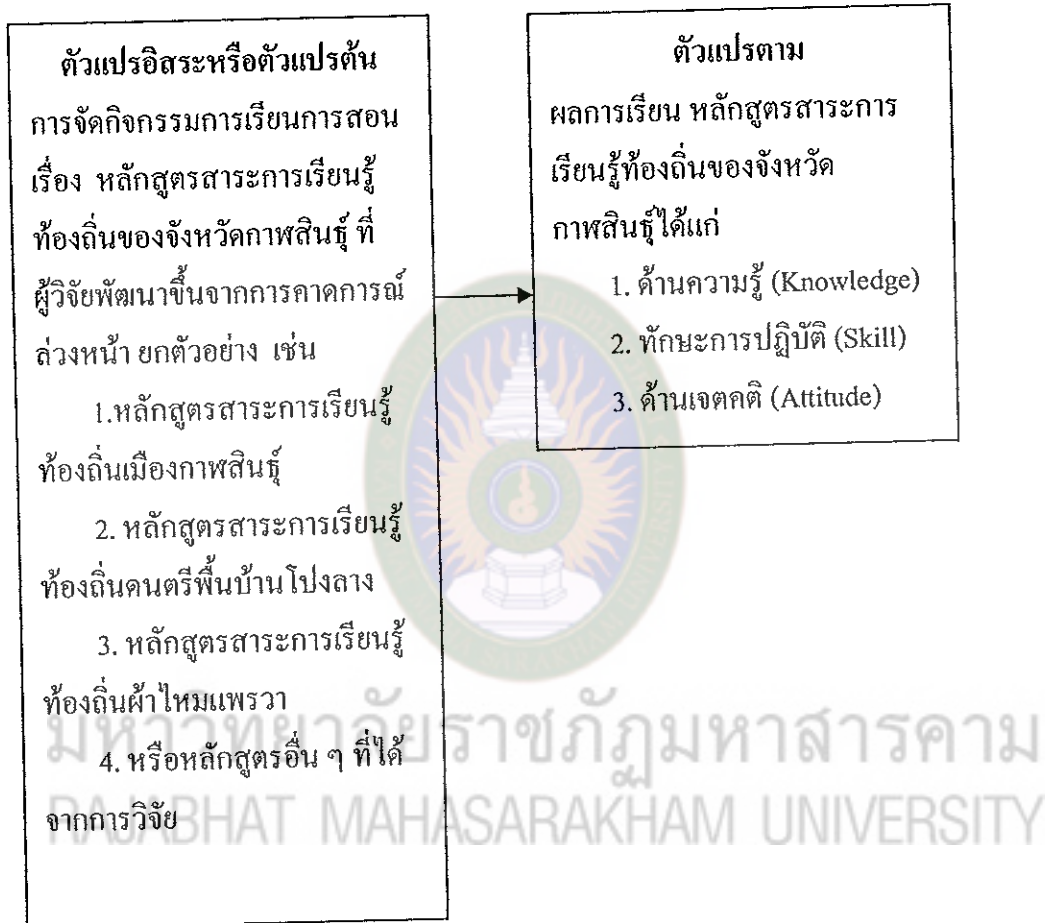 ตัวแปรอิสระหรือตัวแปรต้น
การจัดกิจกรรมการเรียนการสอน
เรื่อง หลักสูตรสาระการเรียนรู้
ท้องถิ่นของจังหวัดกาฬสินธุ์ ที่
ผู้วิจัยพัฒนาขึ้นจากการคาดการณ์
ล่วงหน้า ยกตัวอย่าง เช่น
1.หลักสูตรสาระการเรียนรู้
ท้องถิ่นเมืองกาฬสินธุ์
2. หลักสูตรสาระการเรียนรู้
ท้องถิ่นดนตรีพื้นบ้านโปงลาง
3. หลักสูตรสาระการเรียนรู้
ท้องถิ่นผ้าไหมแพรวา
4. หรือหลักสูตรอื่น ๆ ที่ได้
จากการวิจัย
ตัวแปรตาม
ผลการเรียน หลักสูตรสาระการ
เรียนรู้ท้องถิ่นของจังหวัด
กาฬสินธุ์ได้แก่
1. ด้านความรู้ (Knowledge)
2. ทักษะการปฏิบัติ (Skill)
3. ด้านเจตคติ (Attitude)
มหาวิทยาลัยราชภัฏมหาสารคาม
RAJABHAT MAHASARAKHAM UNIVERSITY